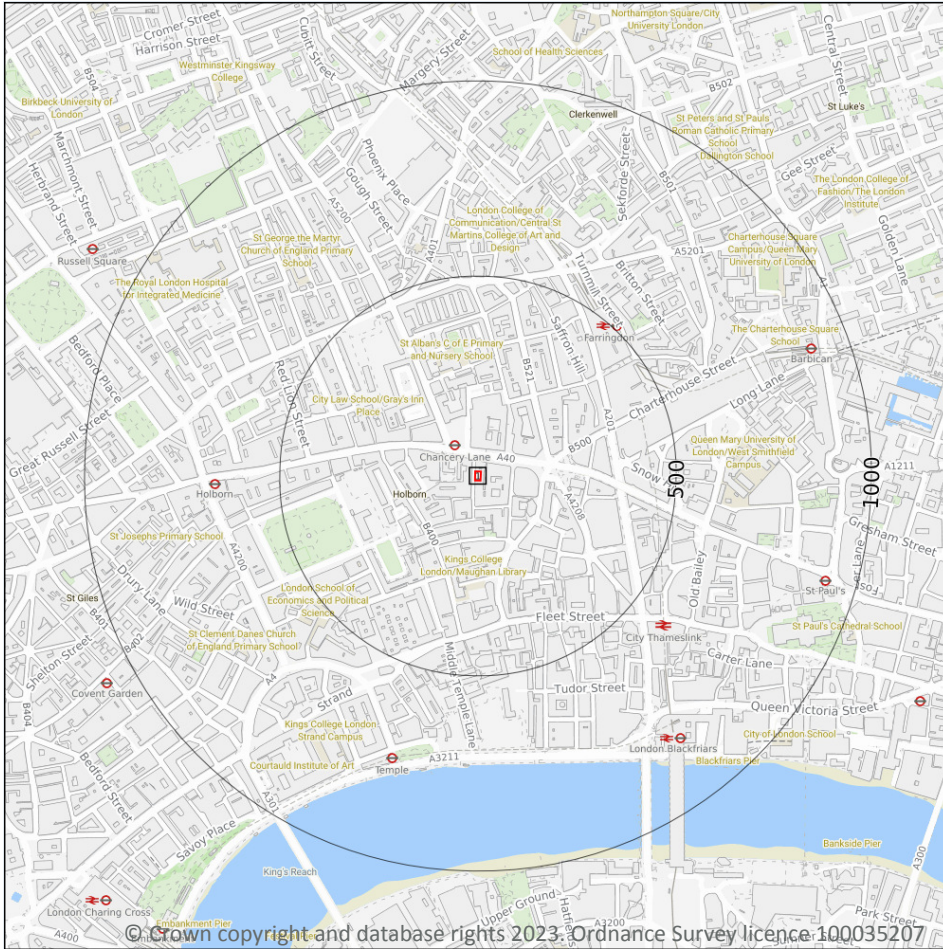 Cromer Street
Harrison Street
B504
Cubitt Street
Margery Street
Northampton Square/City
University London
School of Health Sciences
Central Street
Westminster Kingsway
College
B502
Birkbeck University of
London
Clerkenwell
St Luke's
St Peters and St Pauls
Roman Catholic Primary
School
Dallington School
Marchmont Street
Herbrand Street
Phoenix Place
Gough Street
A5200
Sekforde Street
B501
Gee Street
The London College of
Fashion/The London
Institute
London College of
Communication/Central St
Martins College of Art and
Design
A401
St George the Martyr
Church of England Primary
School
Charterhouse Square
Campus/Queen Mary
University of London
Golden Lane
A5201
Russell Square
Turnmill Street
Britton Street
The Royal London Hospital
for Integrated Medicine
Farringdon
The Charterhouse Square
School
Barbican
St Alban's C of E Primary
and Nursery School
Saffron Hill
B521
Bedford Place
Red Lion Street
Charterhouse Street
Long Lane
City Law School/Gray's Inn
Place
A201
Great Russell Street
B500
Queen Mary University of
London/West Smithfield
Campus
A1211
Chancery Lane
A40
Snow
500
1000
Holborn
Holborn
A4208
Gresham Street
B400
St Josephs Primary School
A4200
Kings College
London/Maughan Library
Old Bailey
St Paul's
Drury Lane
St Giles
B401
B402
Wild Street
London School of
Economics and Political
Science
Fleet Street
City Thameslink
St Paul's Cathedral School
St Clement Danes Church
of England Primary School
Shelton Street
Middle Temple Lane
Carter Lane
Covent Garden
Strand
Tudor Street
B404
Queen Victoria Street
Kings College London
Strand Campus
London Blackfriars
City of London School
Bedford Street
Courtauld Institute of Art
Temple
A3211
Blackfriars Pier
A301
Savoy Place
King's Reach
Bankside Pier
A300
London Charing Cross
Embankment Pier
Upper Ground
Park Street
A400
A3200
© Crown copyright and database rights 2023. Ordnance Survey licence 100035207